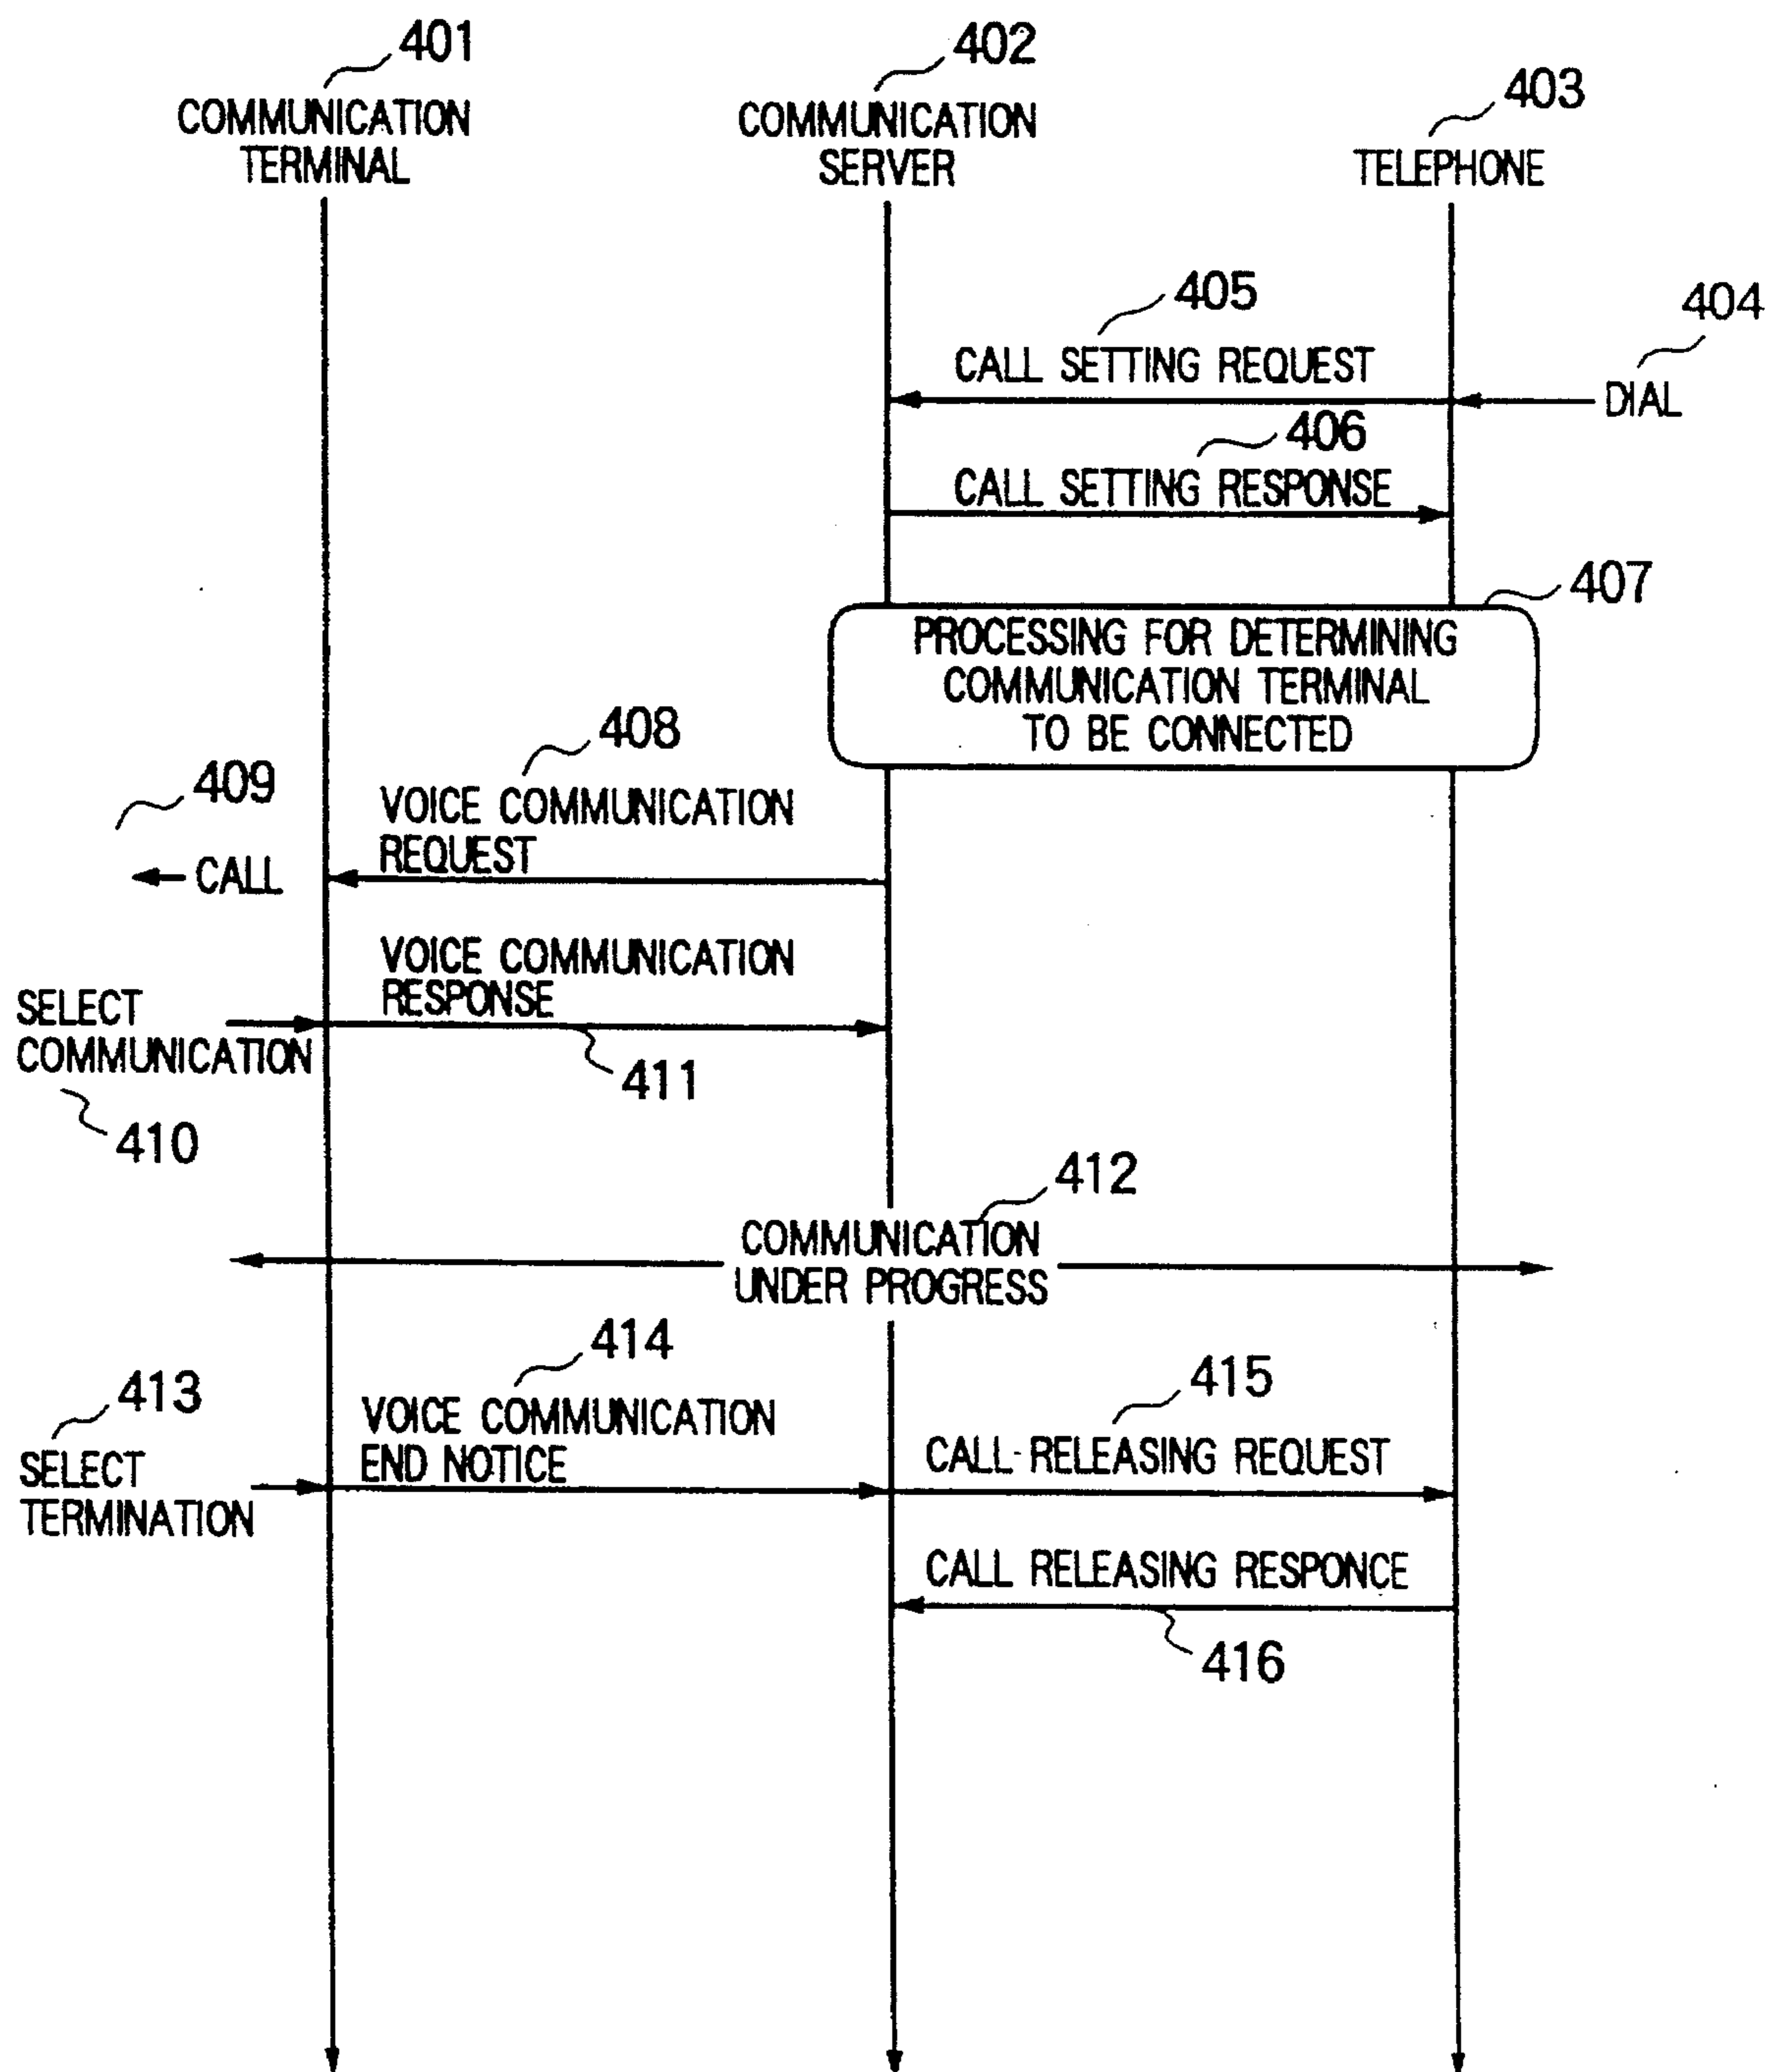 401
COMMUNICATION
TERMINAL
402
COMMUNICATION
SERVER
403
TELEPHONE
404
DIAL
405
CALL SETTING REQUEST
406
CALL SETTING RESPONSE
407
PROCESSING FOR DETERMINING
COMMUNICATION TERMINAL
TO BE CONNECTED
408
VOICE COMMUNICATION
REQUEST
409
CALL
VOICE COMMUNICATION
RESPONSE
411
SELECT
COMMUNICATION
410
412
COMMUNICATION
UNDER PROGRESS
413
SELECT
TERMINATION
414
VOICE COMMUNICATION
END NOTICE
415
CALL-RELEASING REQUEST
CALL RELEASING RESPONCE
416